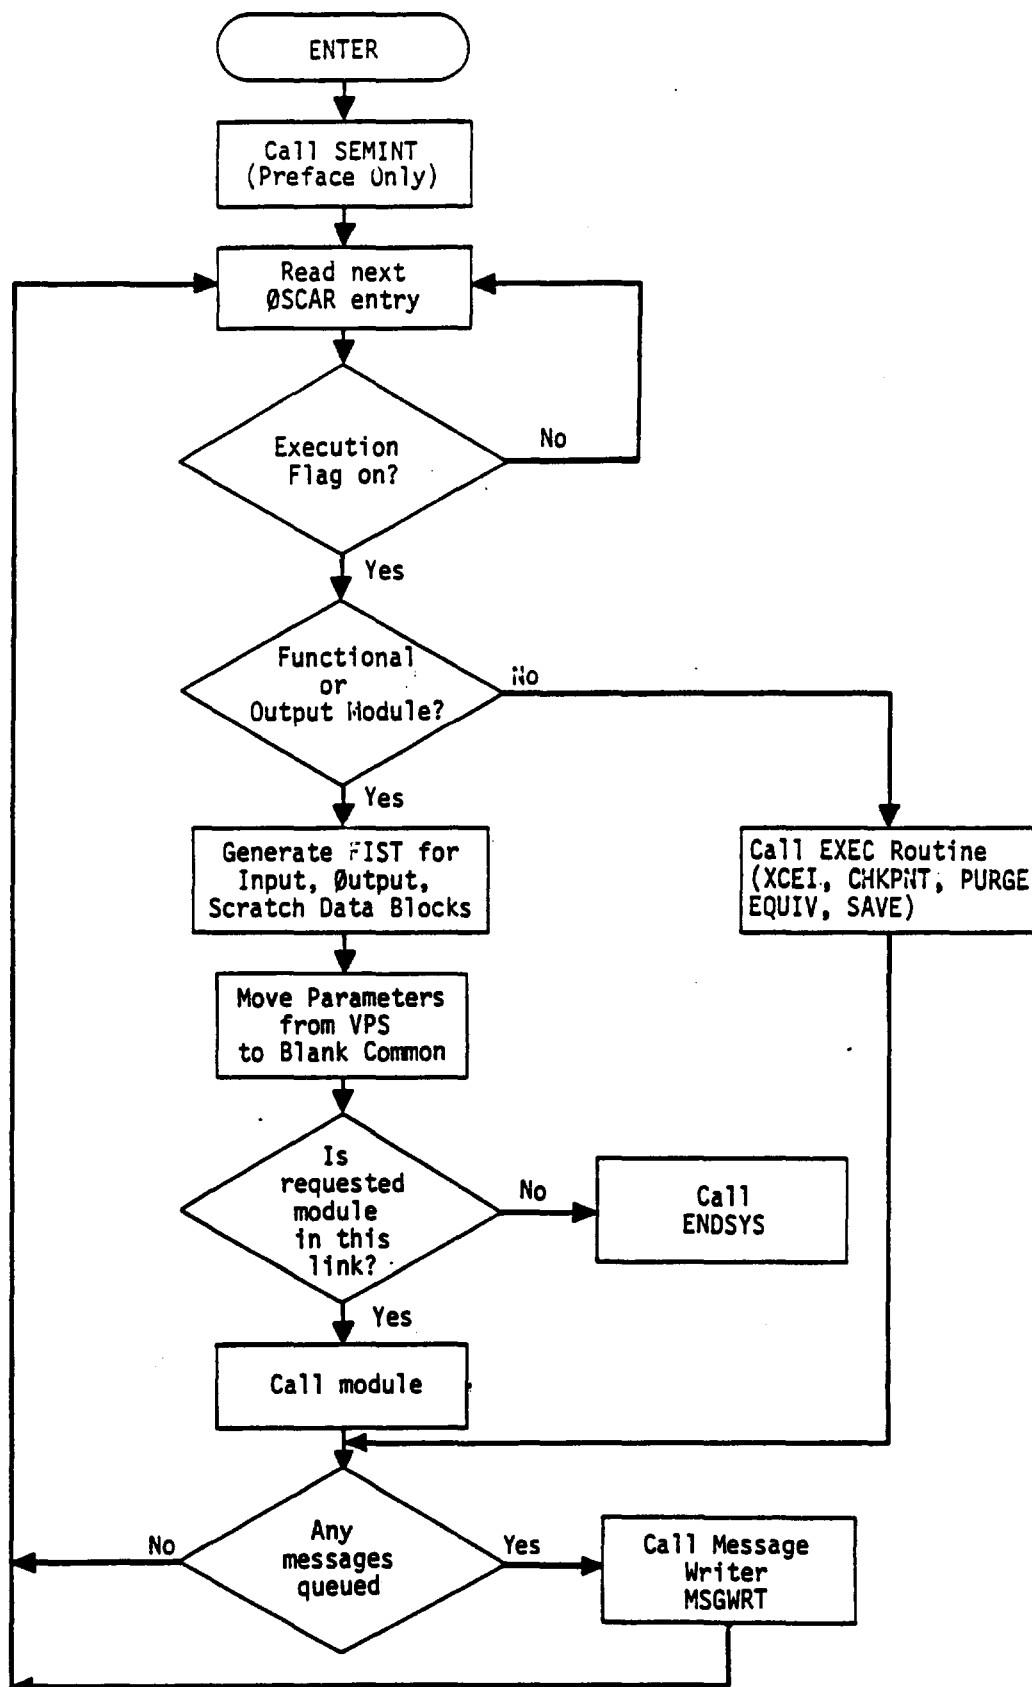 ENTER
Call SEMINT
(Preface Only)
Read next
ØSCAR entry
Execution
Flag on?
No
Yes
Functional
or
Output Module?
No
Yes
Generate FIST for
Input, Øutput,
Scratch Data Blocks
Call EXEC Routine
(XCEI, CHKPNT, PURGE
EQUIV, SAVE)
Move Parameters
from VPS
to Blank Common
Is
requested
module
in this
link?
No
Call
ENDSYS
Yes
Call module
Any
messages
queued
No
Yes
Call Message
Writer
MSGWRT